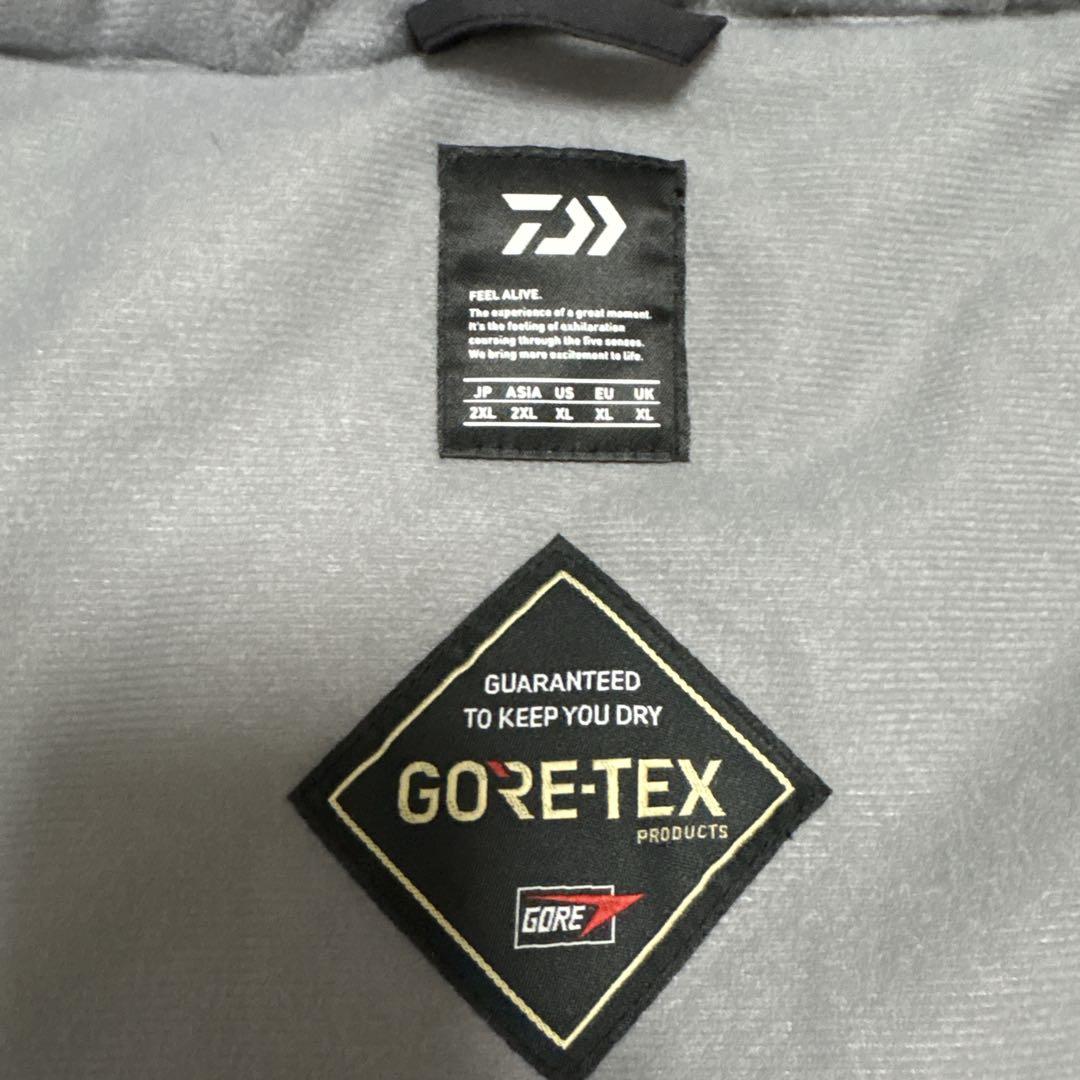 FEEL ALIVE.
The experience of a great moment.
It's the feeling of exhilaration
coursing through the five senses.
We bring more excitement to life.
JP ASIA US EU UK
2XL 2XL XL XL XL
GUARANTEED
TO KEEP YOU DRY
GORE-TEX
PRODUCTS
GORE